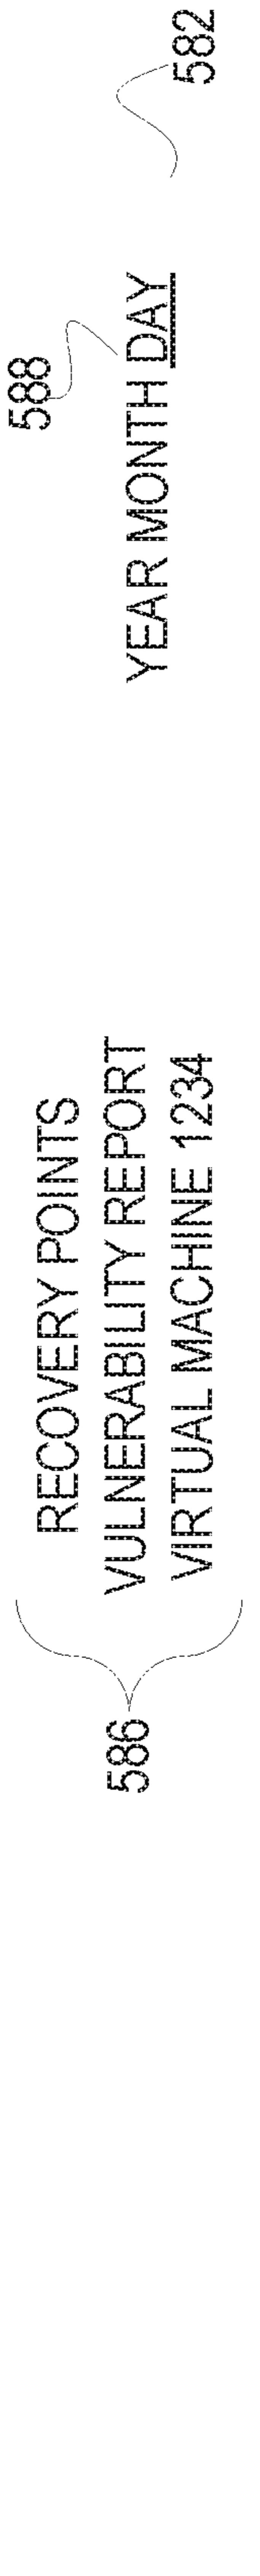 586
RECOVERY POINTS
VULNERABILITY REPORT
VIRTUAL MACHINE 1234
588
YEAR MONTH DAY
582